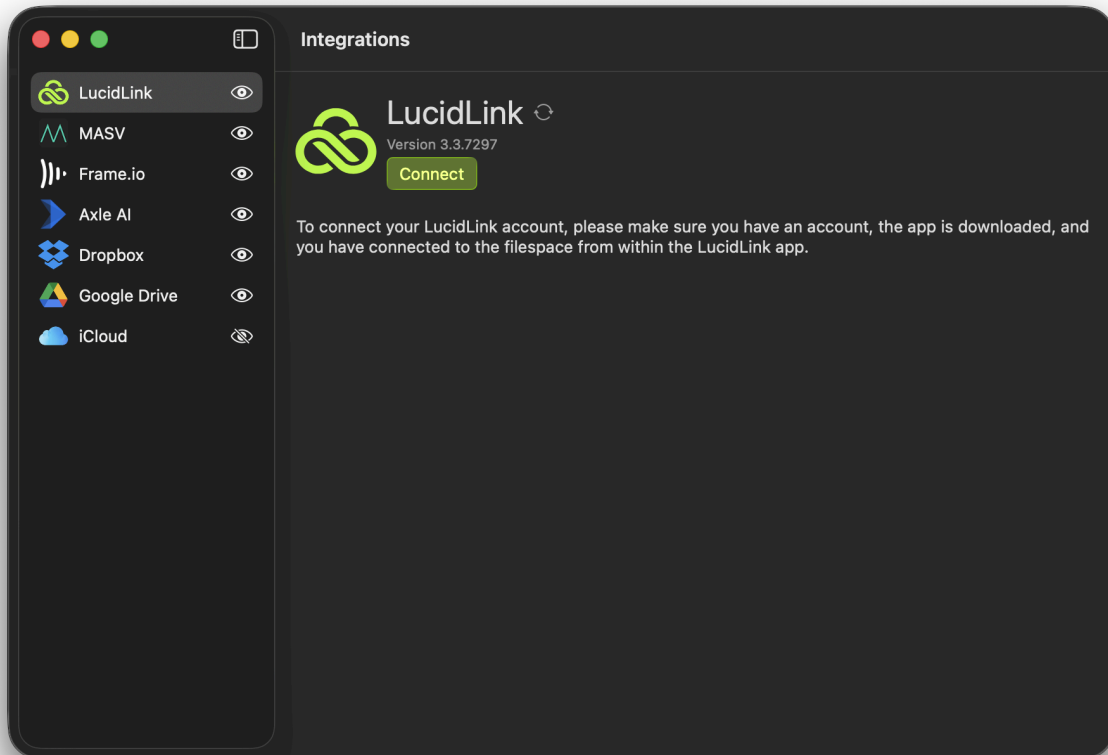 Integrations
LucidLink
MASV
Frame.io
Axle AI
Dropbox
Google Drive
iCloud
LucidLink
Version 3.3.7297
Connect
To connect your LucidLink account, please make sure you have an account, the app is downloaded, and
you have connected to the filespace from within the LucidLink app.